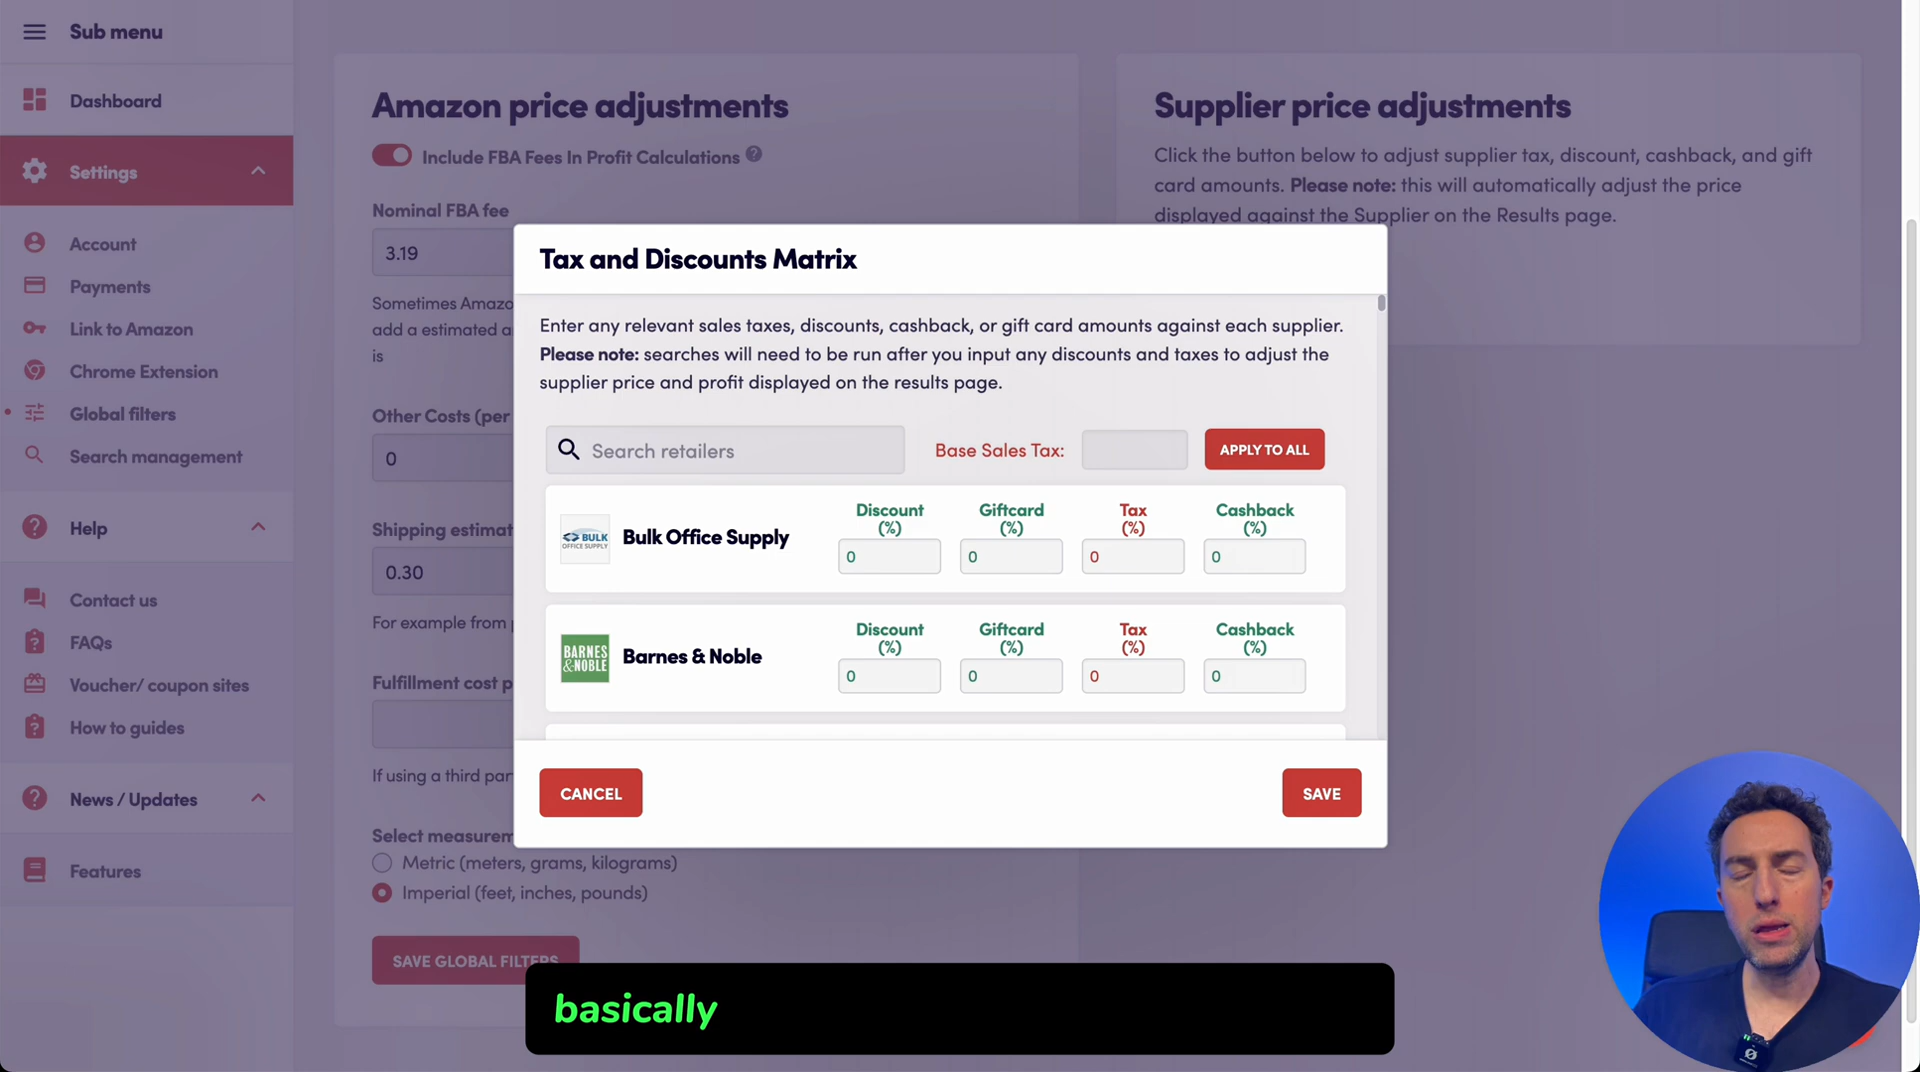 Sub menu
Dashboard
Settings
Account
Payments
Link to Amazon
Chrome Extension
Global filters
Search management
Help
Contact us
FAQs
Voucher/ coupon sites
How to guides
News / Updates
Features
Amazon price adjustments
Include FBA Fees In Profit Calculations
Nominal FBA fee
3.19
Sometimes Amazo
add a estimated a
is
Other Costs (per
0
Shipping estimat
0.30
For example from
Fulfillment cost p
If using a third par
Select measurem
Metric (meters, grams, kilograms)
Imperial (feet, inches, pounds)
SAVE GLOBAL FILTERS
Supplier price adjustments
Click the button below to adjust supplier tax, discount, cashback, and gift
card amounts. Please note: this will automatically adjust the price
displayed against the Supplier on the Results page.
Tax and Discounts Matrix
Enter any relevant sales taxes, discounts, cashback, or gift card amounts against each supplier.
Please note: searches will need to be run after you input any discounts and taxes to adjust the
supplier price and profit displayed on the results page.
Search retailers
Base Sales Tax:
APPLY TO ALL
BULK
OFFICE SUPPLY
Bulk Office Supply
Discount (%) Giftcard (%) Tax (%) Cashback (%)
0 0 0 0
BARNES
&NOBLE
Barnes & Noble
Discount (%) Giftcard (%) Tax (%) Cashback (%)
0 0 0 0
CANCEL
SAVE
basically